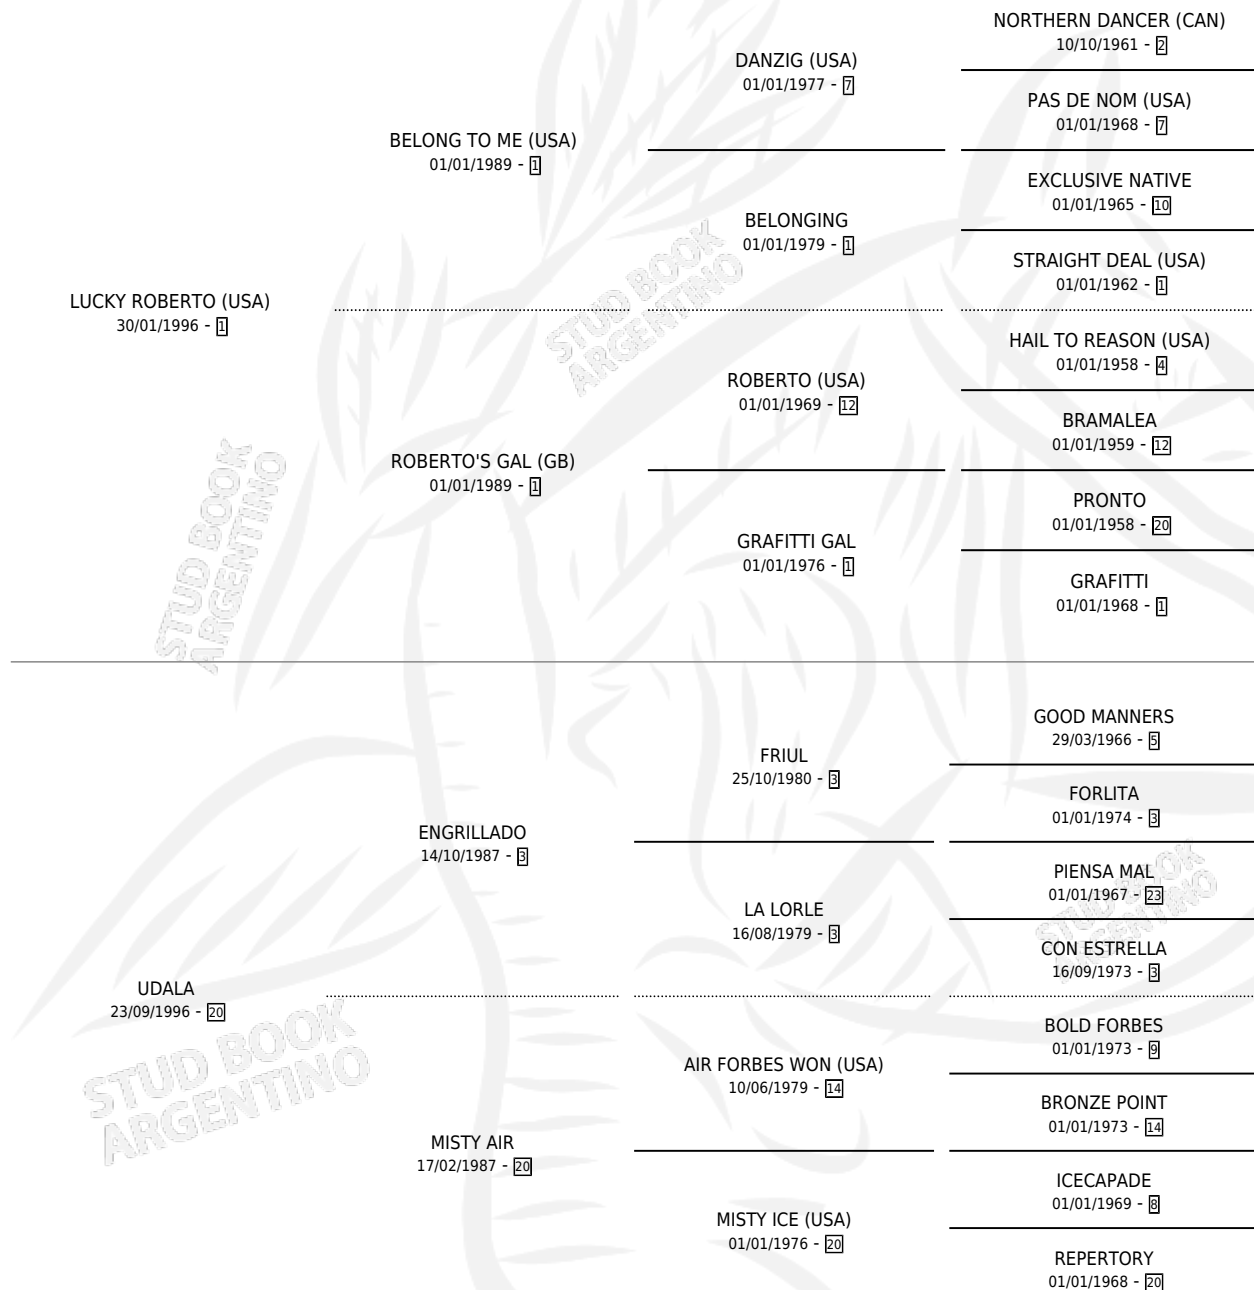 NORTHERN DANCER (CAN)
10/10/1961 - 2
DANZIG (USA)
01/01/1977 - 7
PAS DE NOM (USA)
01/01/1968 - 7
BELONG TO ME (USA)
01/01/1989 - 1
EXCLUSIVE NATIVE
01/01/1965 - 10
BELONGING
01/01/1979 - 1
STRAIGHT DEAL (USA)
01/01/1962 - 1
LUCKY ROBERTO (USA)
30/01/1996 - 1
STUD BOOK
ARGENTINO
HAIL TO REASON (USA)
01/01/1958 - 4
ROBERTO (USA)
01/01/1969 - 12
BRAMALEA
01/01/1959 - 12
ROBERTO'S GAL (GB)
01/01/1989 - 1
PRONTO
01/01/1958 - 20
GRAFITTI GAL
01/01/1976 - 1
GRAFITTI
01/01/1968 - 1
STUD BOOK
ARGENTINO
GOOD MANNERS
29/03/1966 - 5
FRIUL
25/10/1980 - 3
FORLITA
01/01/1974 - 3
ENGRILLADO
14/10/1987 - 3
PIENSA MAL
01/01/1967 - 23
LA LORLE
16/08/1979 - 3
CON ESTRELLA
16/09/1973 - 3
STUD BOOK
ARGENTINO
UDALA
23/09/1996 - 20
STUD BOOK
ARGENTINO
BOLD FORBES
01/01/1973 - 9
AIR FORBES WON (USA)
10/06/1979 - 14
BRONZE POINT
01/01/1973 - 14
MISTY AIR
17/02/1987 - 20
ICECAPADE
01/01/1969 - 8
MISTY ICE (USA)
01/01/1976 - 20
REPERTORY
01/01/1968 - 20